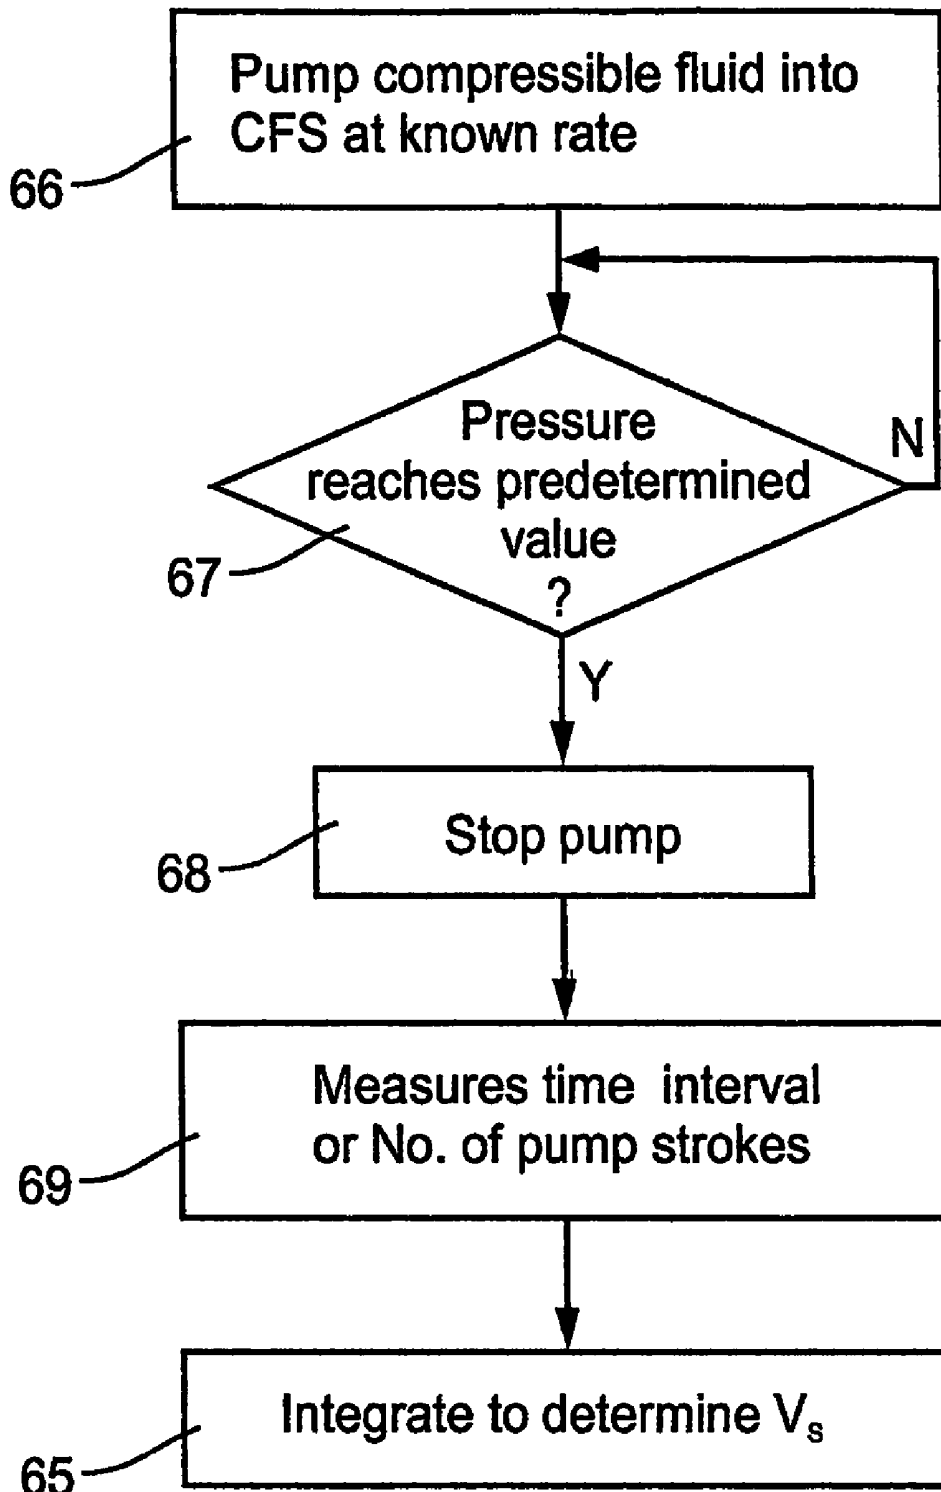 Pump compressible fluid into
CFS at known rate
66
Pressure
reaches predetermined
value
?
N
67
Y
Stop pump
68
Measures time interval
or No. of pump strokes
69
Integrate to determine Vs
65